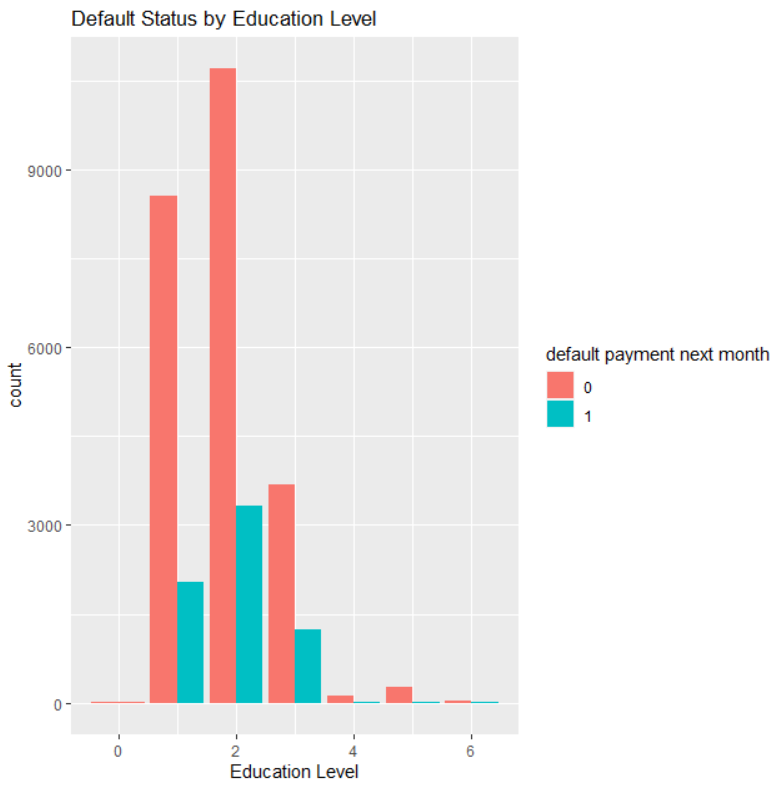 Default Status by Education Level
9000
6000
3000
0
count
0 2 4 6
Education Level
default payment next month
0
1